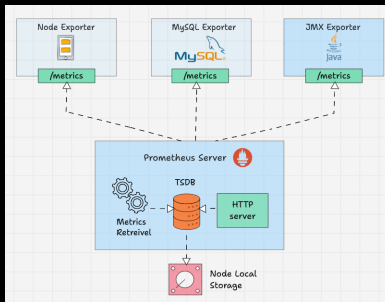 Node Exporter
MySQL Exporter
JMX Exporter
MySQL
Java
/metrics
/metrics
/metrics
Prometheus Server
TSDB
Metrics
Retreivel
HTTP
server
Node Local
Storage